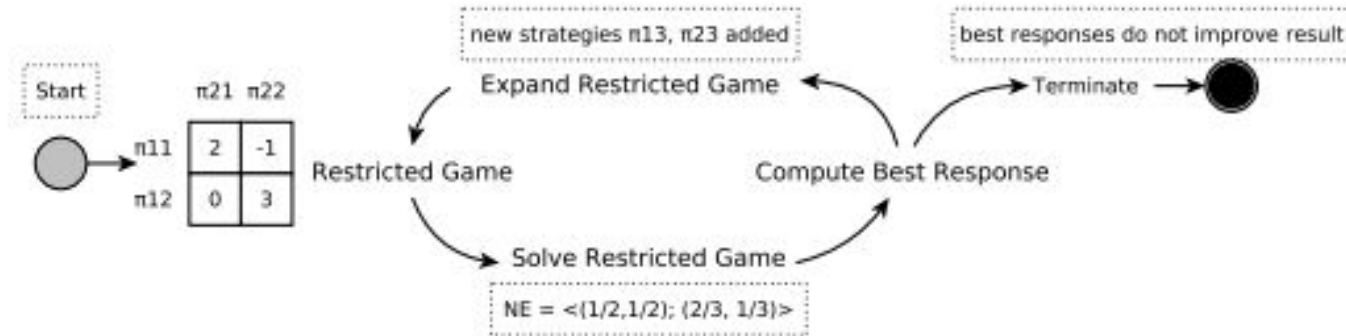 new strategies π13, π23 added
best responses do not improve result
Start
π21 π22
Expand Restricted Game
Terminate
π11 2 -1
Restricted Game
Compute Best Response
π12 0 3
Solve Restricted Game
NE = <(1/2,1/2); (2/3, 1/3)>